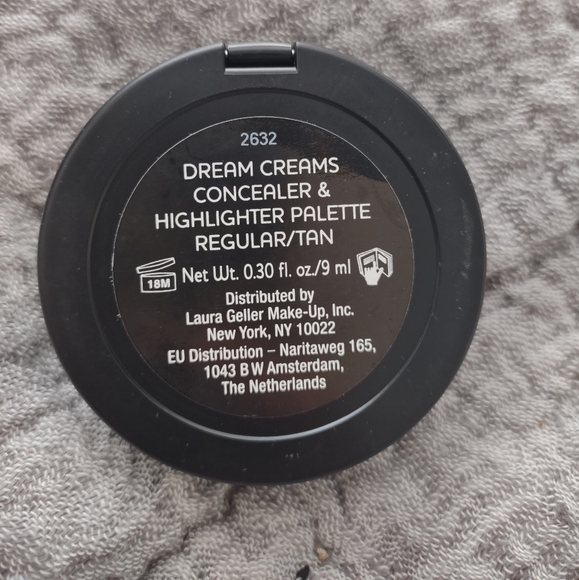 2632
DREAM CREAMS
CONCEALER &
HIGHLIGHTER PALETTE
REGULAR/TAN
18M Net Wt. 0.30 fl. oz./9 ml
Distributed by
Laura Geller Make-Up, Inc.
New York, NY 10022
EU Distribution – Naritaweg 165,
1043 B W Amsterdam,
The Netherlands